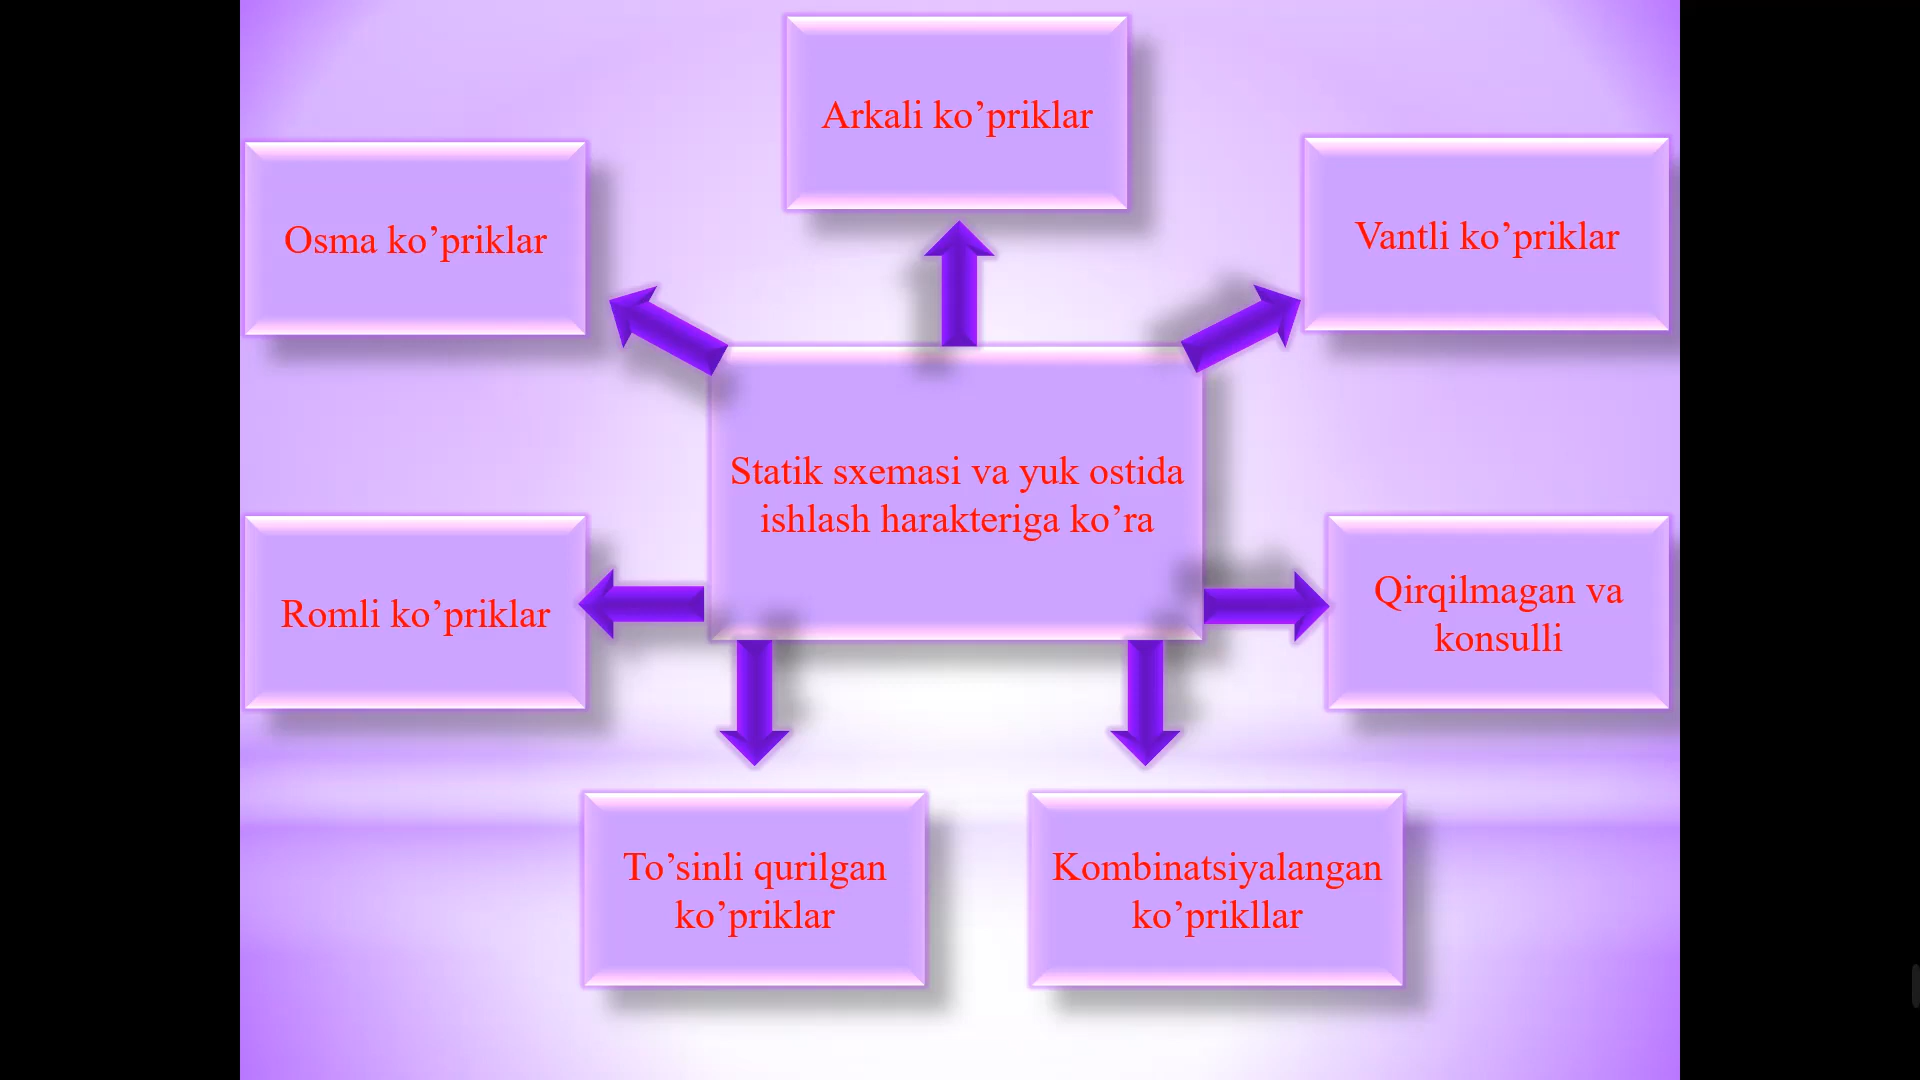 Arkali ko’priklar
Osma ko’priklar
Vantli ko’priklar
Statik sxemasi va yuk ostida
ishlash harakteriga ko’ra
Romli ko’priklar
Qirqilmagan va
konsulli
To’sinli qurilgan
ko’priklar
Kombinatsiyalangan
ko’prikllar